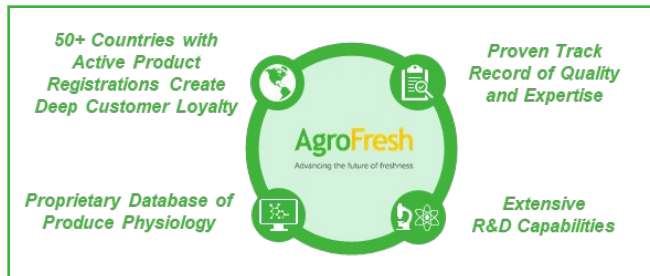 50+ Countries with
Active Product
Registrations Create
Deep Customer Loyalty
Proven Track
Record of Quality
and Expertise
AgroFresh
Advancing the future of freshness
Proprietary Database of
Produce Physiology
Extensive
R&D Capabilities